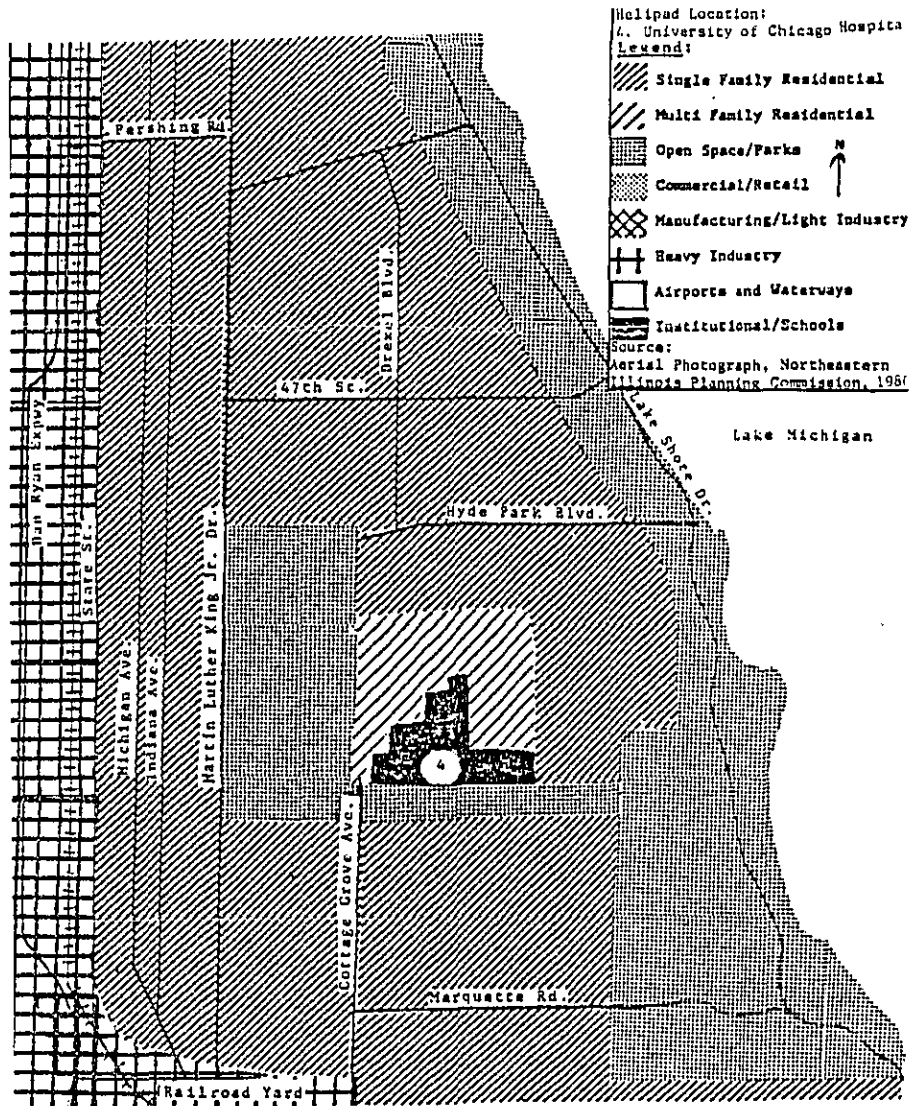 Helipad Location:
4. University of Chicago Hospita
Legend:
Single Family Residential
Multi Family Residential
Open Space/Parks
N
Commercial/Retail
Manufacturing/Light Industry
Heavy Industry
Airports and Waterways
Institutional/Schools
Source:
Aerial Photograph, Northeastern
Illinois Planning Commission, 198
Pershing Rd.
Drexel Blvd.
47th St.
Dan Ryan Expwy
State St.
Lake Shore Dr.
Lake Michigan
Hyde Park Blvd.
Martin Luther King Jr. Dr.
Michigan Ave.
Indiana Ave.
4
Cottage Grove Ave.
Marquette Rd.
Railroad Yard